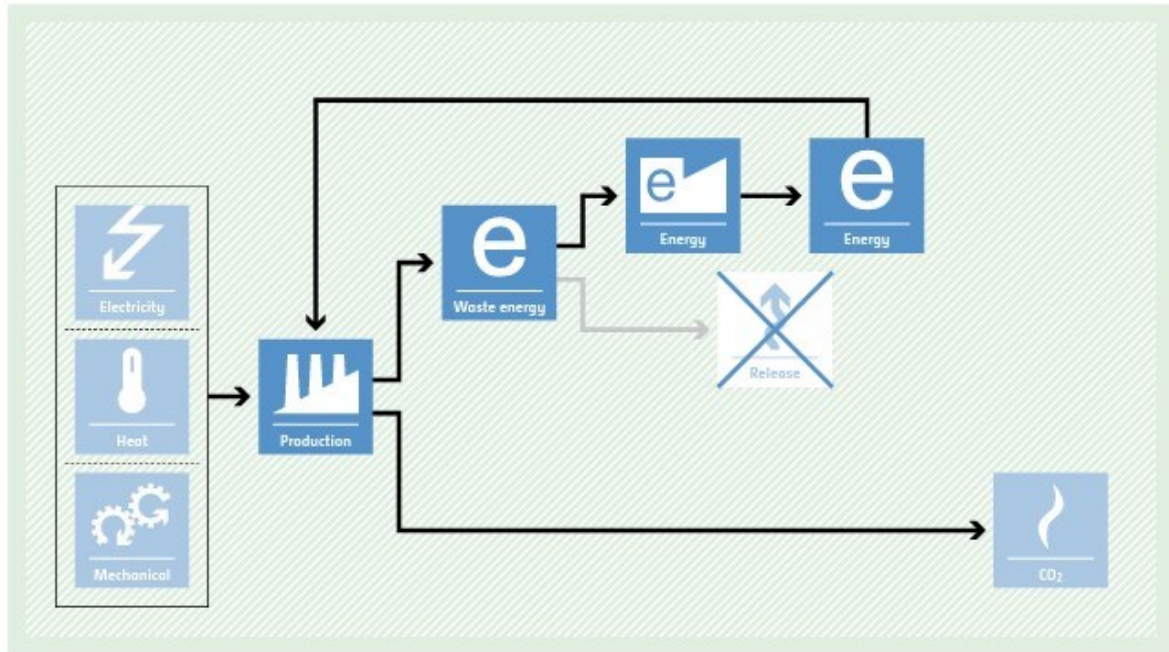 Electricity
Heat
Mechanical
Production
e
Waste energy
e
Energy
e
Energy
Release
CO₂